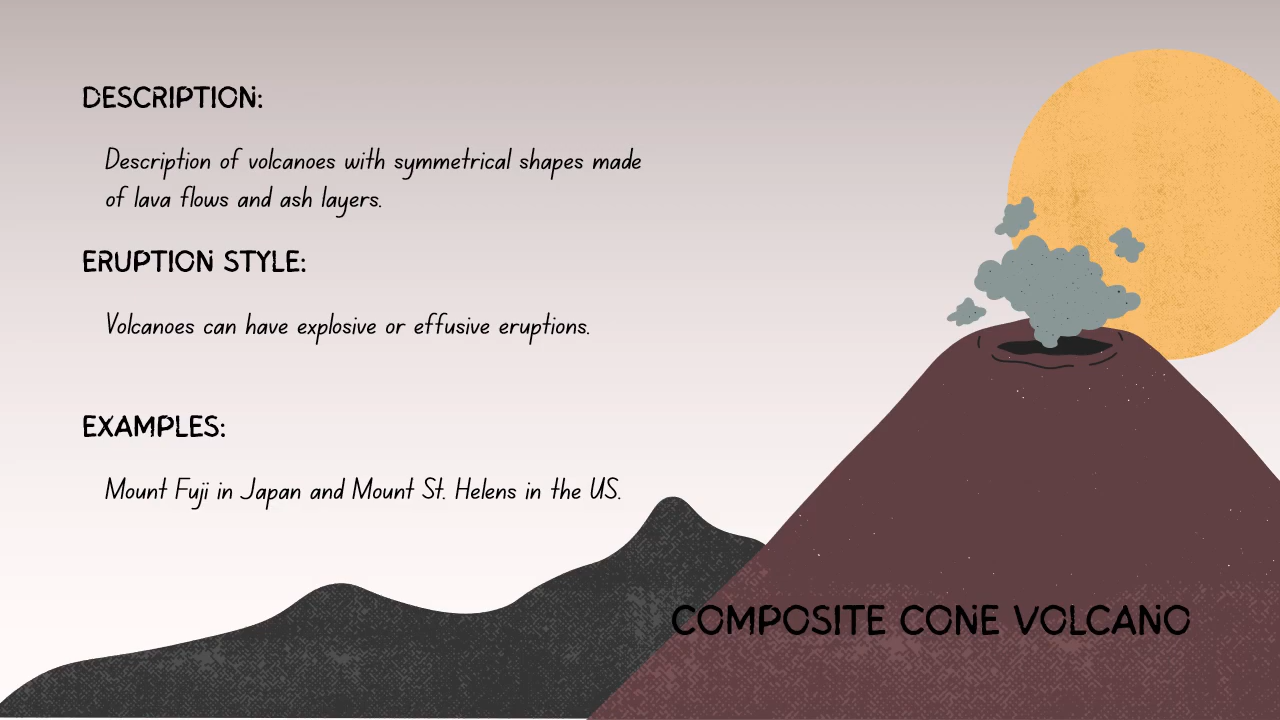 DESCRIPTION:
Description of volcanoes with symmetrical shapes made
of lava flows and ash layers.
ERUPTION STYLE:
Volcanoes can have explosive or effusive eruptions.
EXAMPLES:
Mount Fuji in Japan and Mount St. Helens in the US.
COMPOSITE CONE VOLCANO